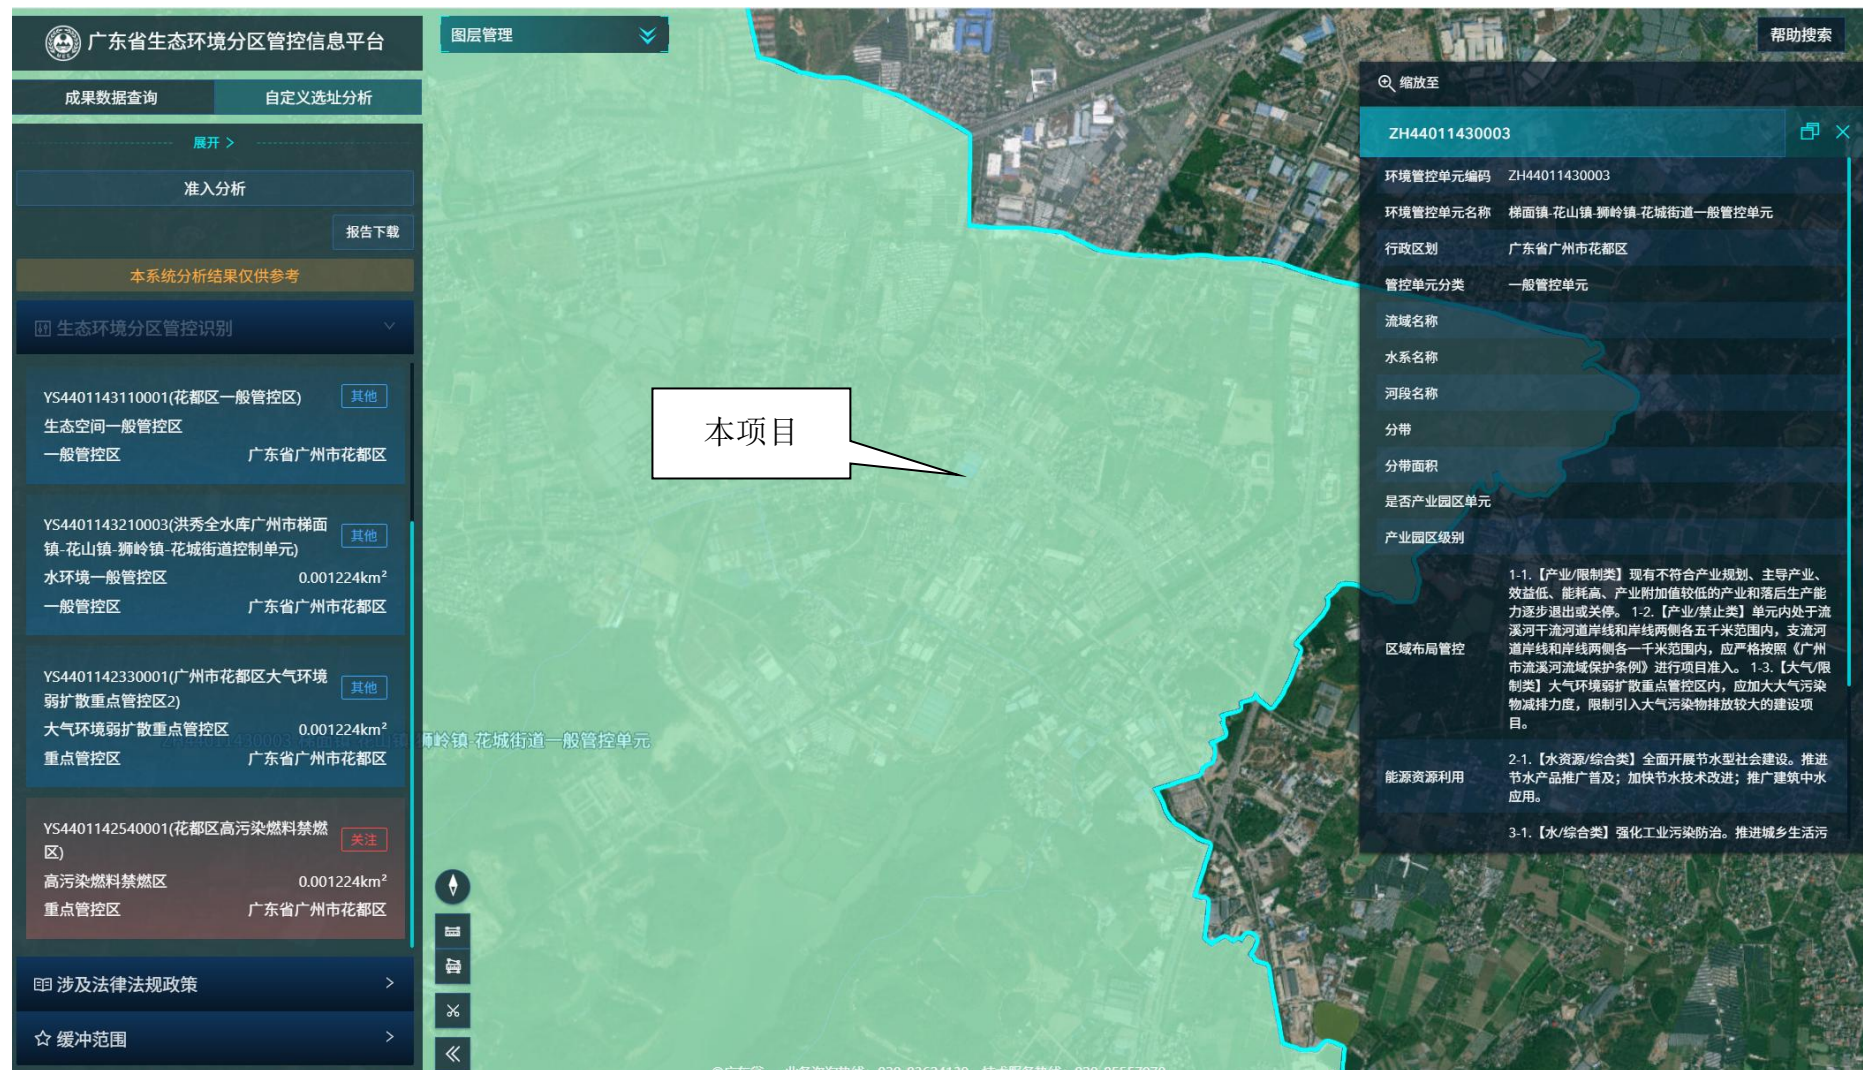 广东省生态环境分区管控信息平台
成果数据查询
自定义选址分析
展开 >
准入分析
报告下载
本系统分析结果仅供参考
生态环境分区管控识别
YS4401143110001(花都区一般管控区)
其他
生态空间一般管控区
一般管控区 广东省广州市花都区
YS4401143210003(洪秀全水库广州市梯面
镇-花山镇-狮岭镇-花城街道控制单元)
其他
水环境一般管控区 0.001224km²
一般管控区 广东省广州市花都区
YS4401142330001(广州市花都区大气环境
弱扩散重点管控区2)
其他
大气环境弱扩散重点管控区 0.001224km²
重点管控区 广东省广州市花都区
YS4401142540001(花都区高污染燃料禁燃
区)
关注
高污染燃料禁燃区 0.001224km²
重点管控区 广东省广州市花都区
涉及法律法规政策 >
缓冲范围 >
图层管理
本项目
狮岭镇-花城街道一般管控单元
帮助搜索
缩放至
ZH44011430003
环境管控单元编码 ZH44011430003
环境管控单元名称 梯面镇-花山镇-狮岭镇-花城街道一般管控单元
行政区划 广东省广州市花都区
管控单元分类 一般管控单元
流域名称
水系名称
河段名称
分带
分带面积
是否产业园区单元
产业园区级别
区域布局管控
1-1.【产业/限制类】现有不符合产业规划、主导产业、
效益低、能耗高、产业附加值较低的产业和落后生产能
力逐步退出或关停。 1-2.【产业/禁止类】单元内处于流
溪河干流河道岸线和岸线两侧各五千米范围内，支流河
道岸线和岸线两侧各一千米范围内，应严格按照《广州
市流溪河流域保护条例》进行项目准入。 1-3.【大气/限
制类】大气环境弱扩散重点管控区内，应加大大气污染
物减排力度，限制引入大气污染物排放较大的建设项
目。
能源资源利用
2-1.【水资源/综合类】全面开展节水型社会建设。推进
节水产品推广普及；加快节水技术改进；推广建筑中水
应用。
3-1.【水/综合类】强化工业污染防治。推进城乡生活污